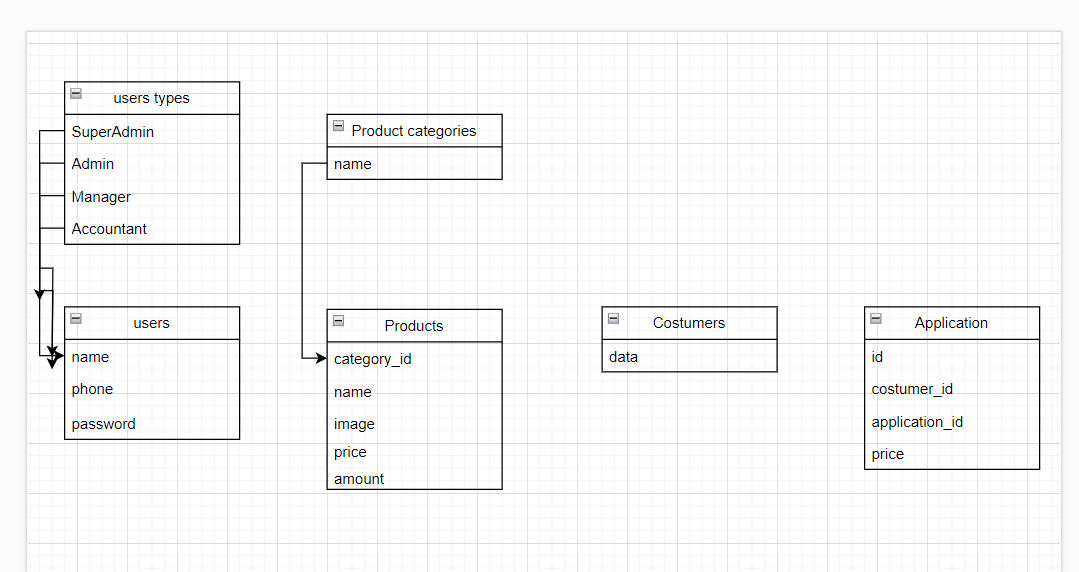 users types
SuperAdmin
Admin
Manager
Accountant
Product categories
name
users
name
phone
password
Products
category_id
name
image
price
amount
Costumers
data
Application
id
costumer_id
application_id
price